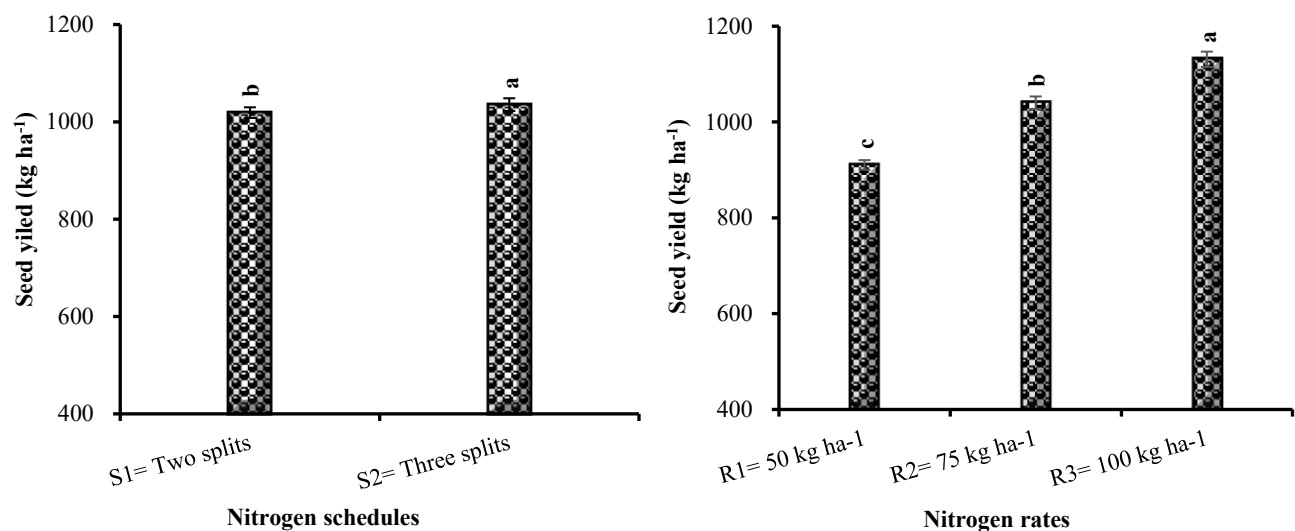 Seed yiled (kg ha-1)
1200
1000
800
600
400
b
a
S1= Two splits
S2= Three splits
Nitrogen schedules
Seed yield (kg ha-1)
1200
1000
800
600
400
c
b
a
R1= 50 kg ha-1
R2= 75 kg ha-1
R3= 100 kg ha-1
Nitrogen rates